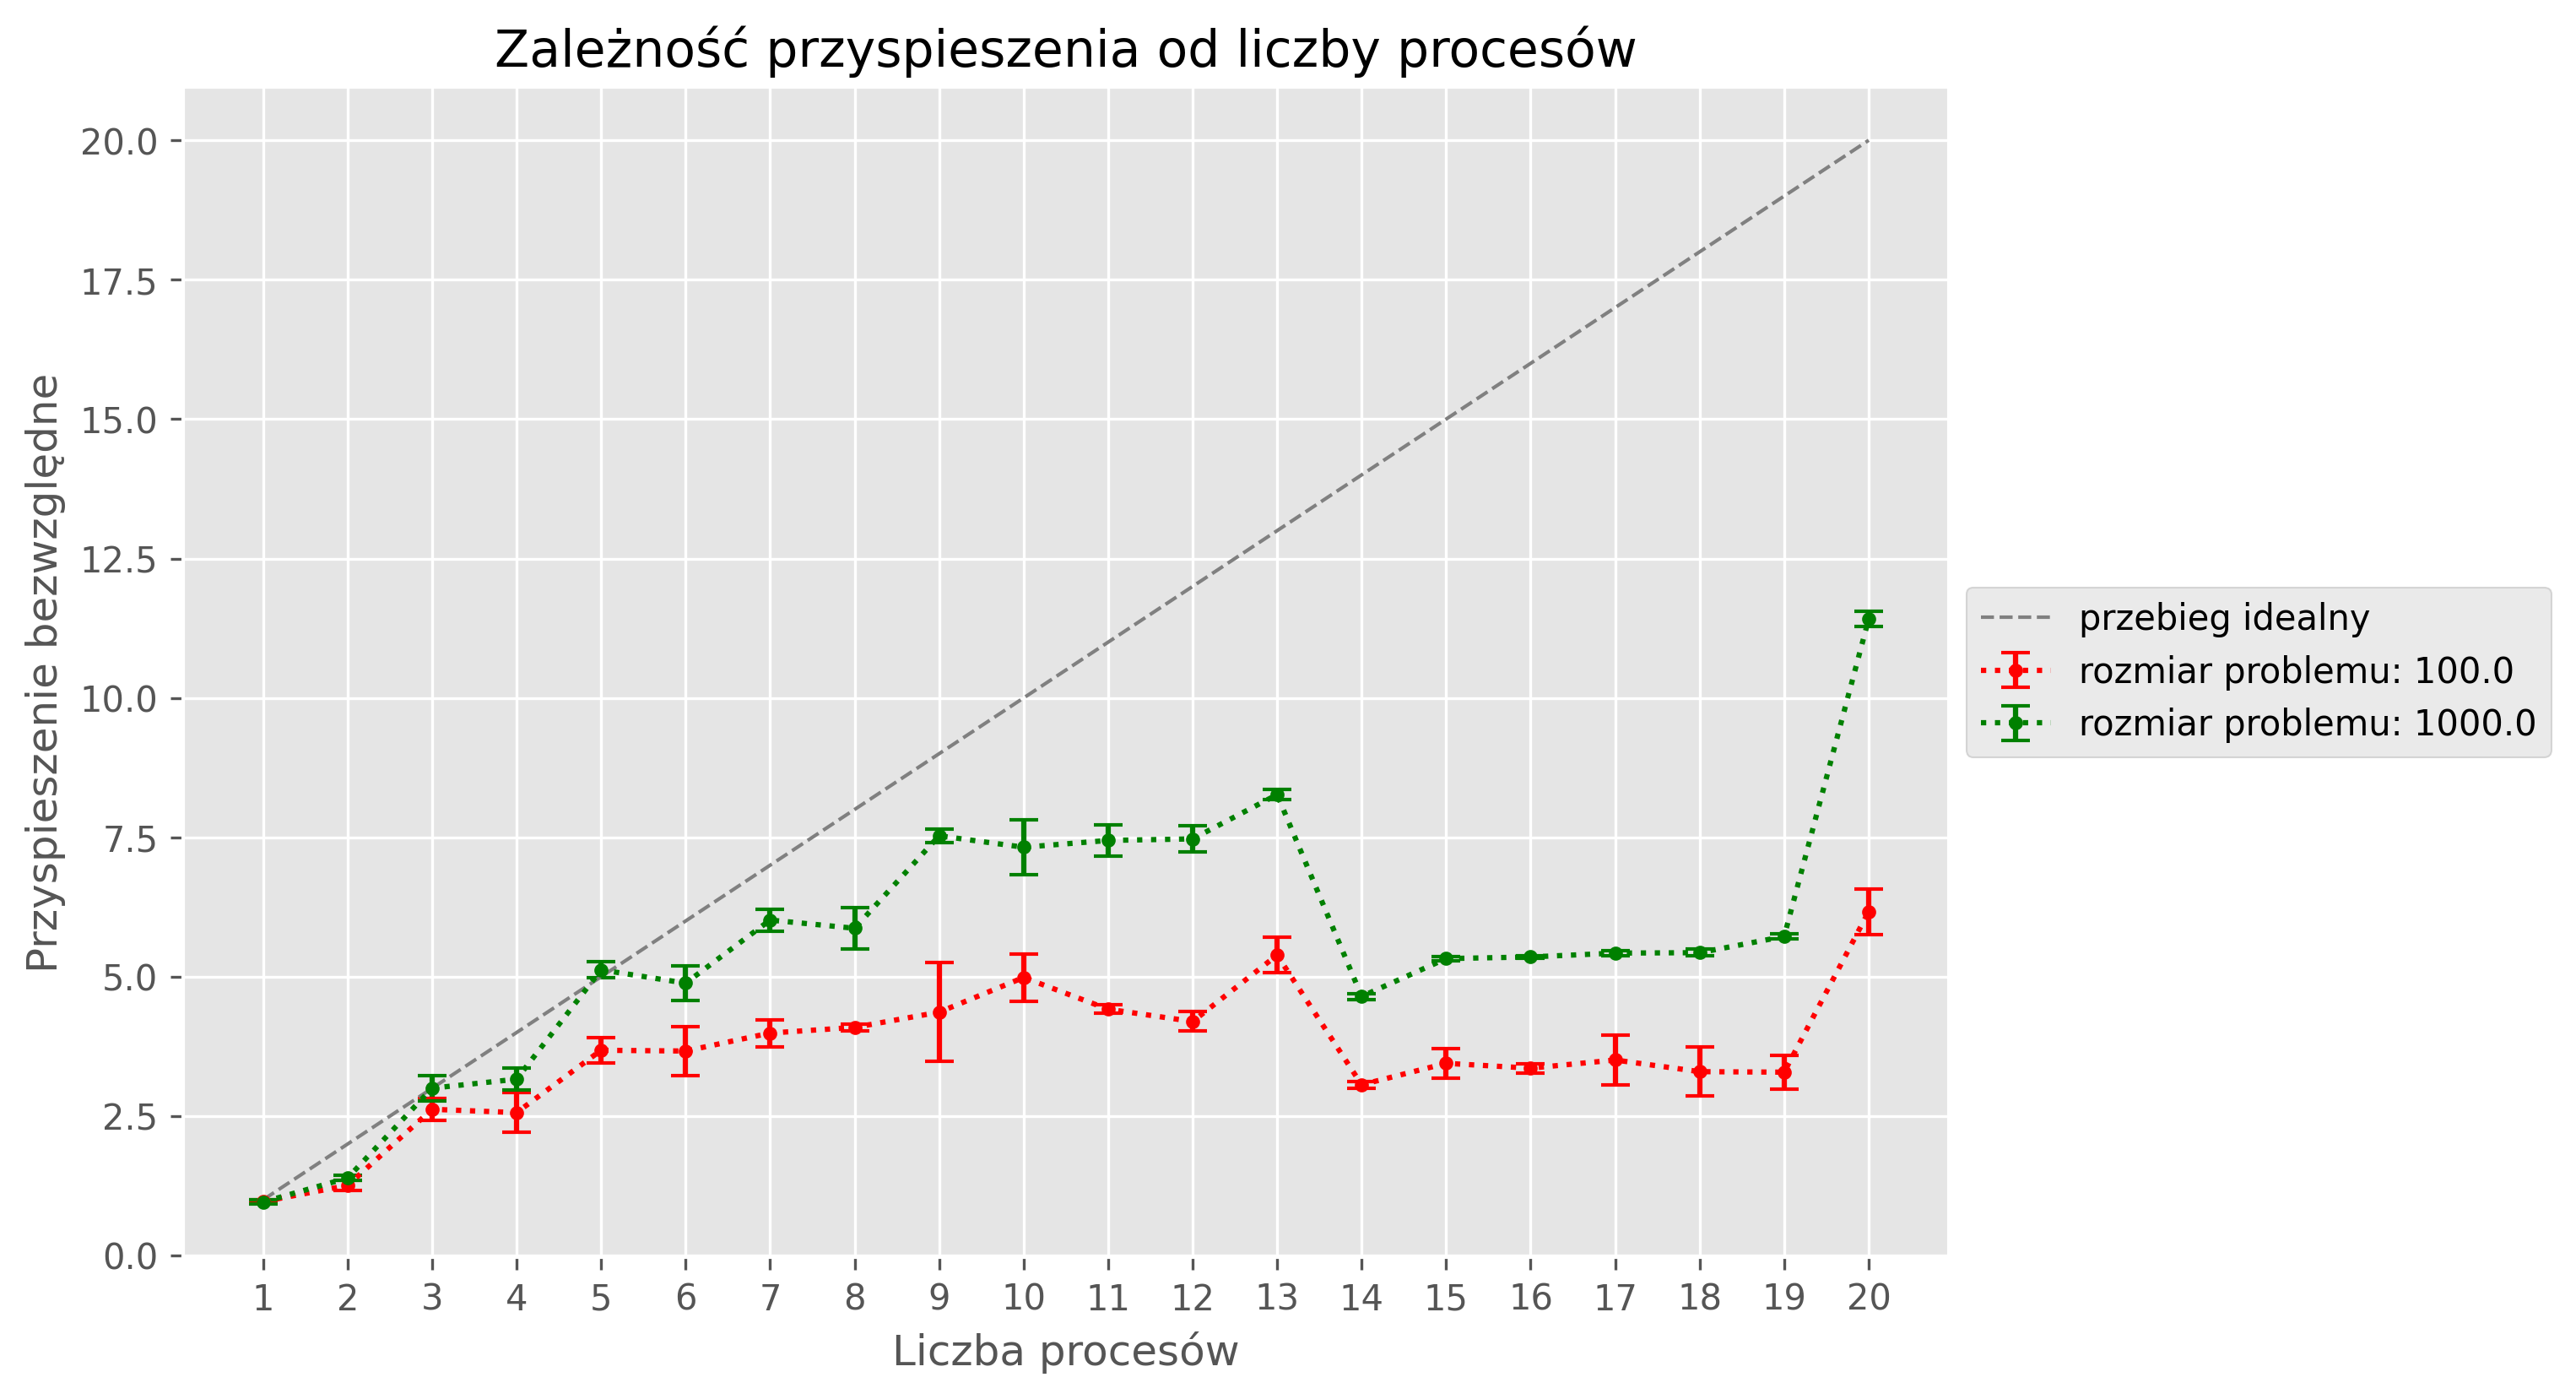 Zależność przyspieszenia od liczby procesów
Przyspieszenie bezwzględne
20.0
17.5
15.0
12.5
10.0
7.5
5.0
2.5
0.0
1 2 3 4 5 6 7 8 9 10 11 12 13 14 15 16 17 18 19 20
Liczba procesów
przebieg idealny
rozmiar problemu: 100.0
rozmiar problemu: 1000.0